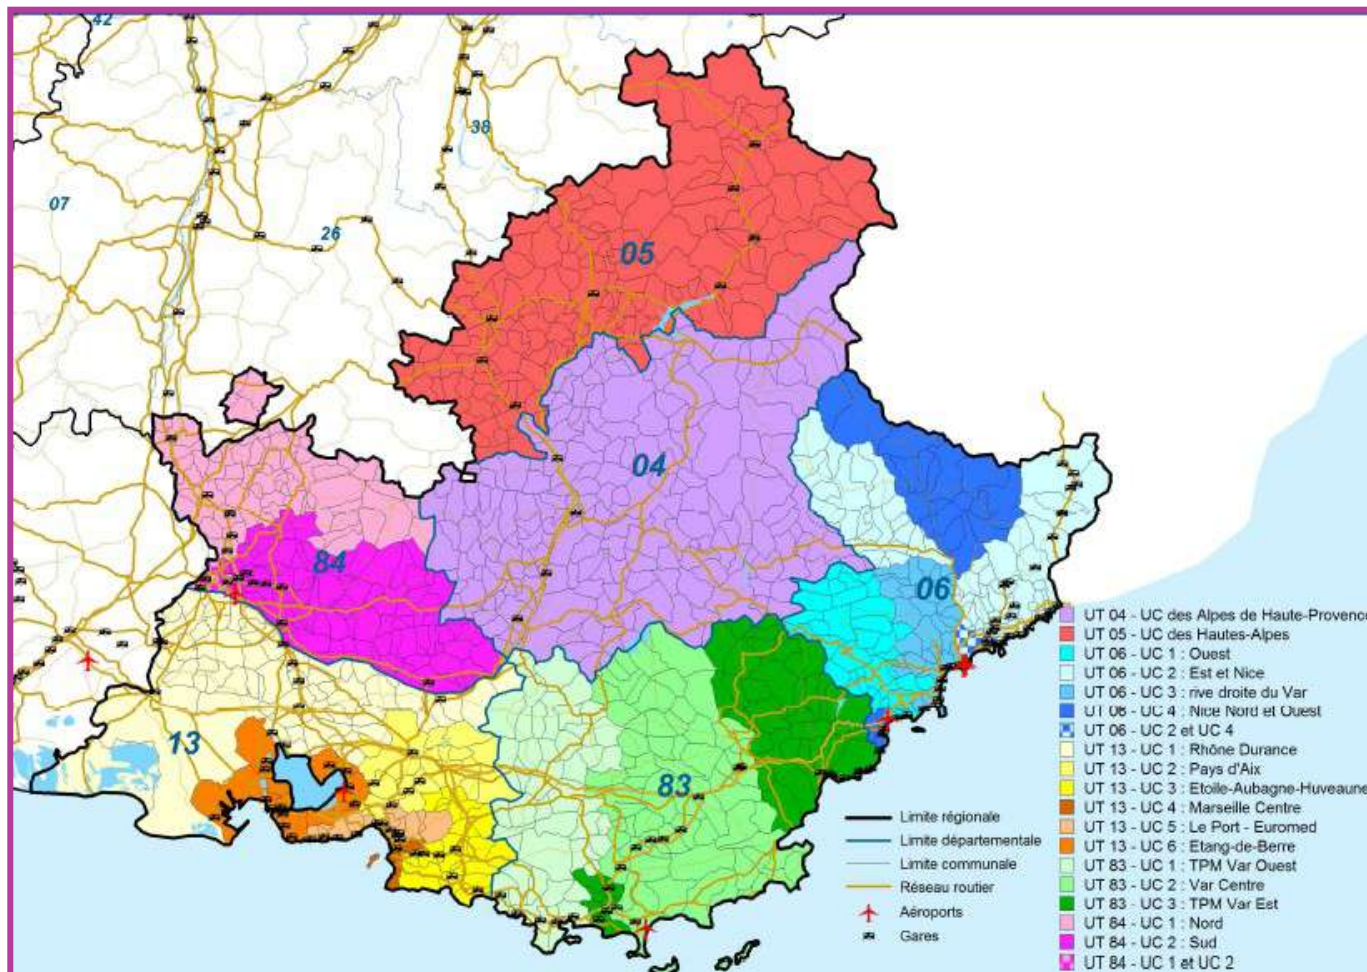 42
38
07
26
05
04
84
06
13
83
UT 04 - UC des Alpes de Haute-Provence
UT 05 - UC des Hautes-Alpes
UT 06 - UC 1 : Ouest
UT 06 - UC 2 : Est et Nice
UT 06 - UC 3 : rive droite du Var
UT 06 - UC 4 : Nice Nord et Ouest
UT 06 - UC 2 et UC 4
UT 13 - UC 1 : Rhône Durance
UT 13 - UC 2 : Pays d'Aix
UT 13 - UC 3 : Etoile-Aubagne-Huveaune
UT 13 - UC 4 : Marseille Centre
UT 13 - UC 5 : Le Port - Euromed
UT 13 - UC 6 : Etang-de-Berre
UT 83 - UC 1 : TPM Var Ouest
UT 83 - UC 2 : Var Centre
UT 83 - UC 3 : TPM Var Est
UT 84 - UC 1 : Nord
UT 84 - UC 2 : Sud
UT 84 - UC 1 et UC 2
Limite régionale
Limite départementale
Limite communale
Réseau routier
Aéroports
Gares